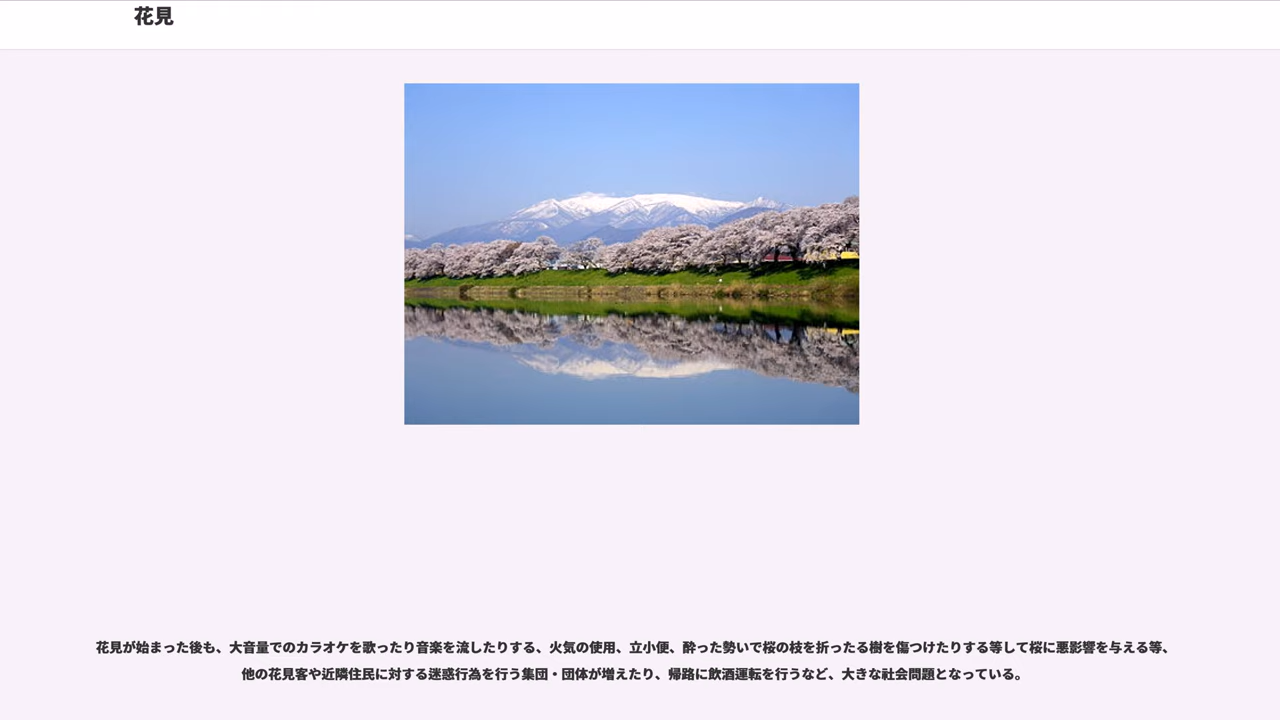 花見
花見が始まった後も、大音量でのカラオケを歌ったり音楽を流したりする、火気の使用、立小便、酔った勢いで桜の枝を折ったる樹を傷つけたりする等して桜に悪影響を与える等、
他の花見客や近隣住民に対する迷惑行為を行う集団・団体が増えたり、帰路に飲酒運転を行うなど、大きな社会問題となっている。